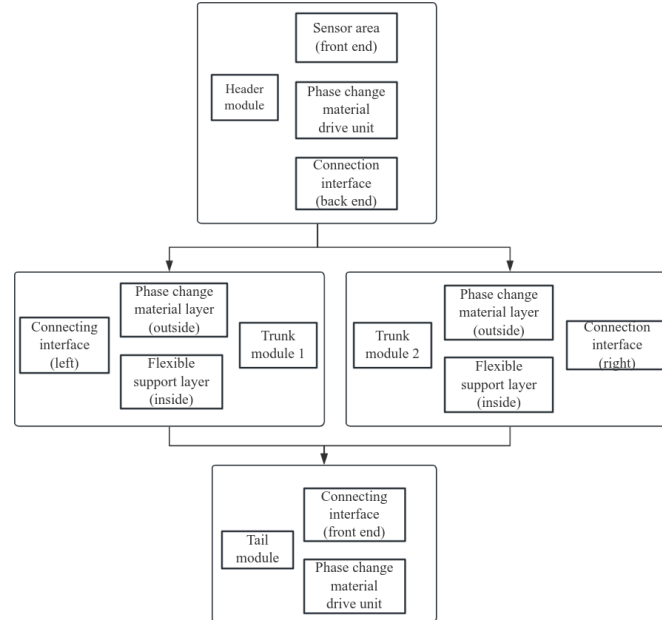 Sensor area
(front end)
Header
module
Phase change
material
drive unit
Connection
interface
(back end)
Connecting
interface
(left)
Phase change
material layer
(outside)
Flexible
support layer
(inside)
Trunk
module 1
Trunk
module 2
Phase change
material layer
(outside)
Flexible
support layer
(inside)
Connection
interface
(right)
Tail
module
Connecting
interface
(front end)
Phase change
material
drive unit